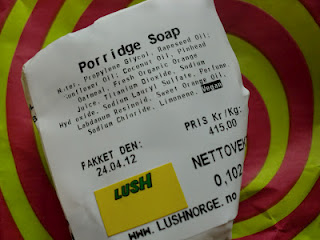 Porridge Soap
Water, Propylene Glycol, Rapeseed Oil,
Sunflower Oil, Coconut Oil, Pinhead
Oatmeal, Fresh Organic Orange
Juice, Titanium Dioxide, Sodium
Hydroxide, Sodium Lauryl Sulfate, Perfume,
Labdanum Resinoid, Sweet Orange Oil,
Sodium Chloride, Limonene. Vegan
PAKKET DEN:
24.04.12
PRIS Kr/Kg:
415,00
LUSH
NETTOVEK
0,102
WWW.LUSHNORGE.no